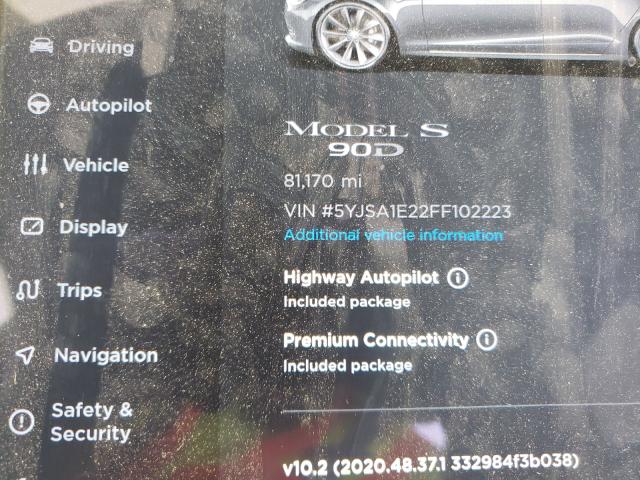 Driving
Autopilot
Vehicle
Display
Trips
Navigation
Safety &
Security
MODEL S
90D
81,170 mi
VIN #5YJSA1E22FF102223
Additional vehicle information
Highway Autopilot
Included package
Premium Connectivity
Included package
v10.2 (2020.48.37.1 332984f3b038)